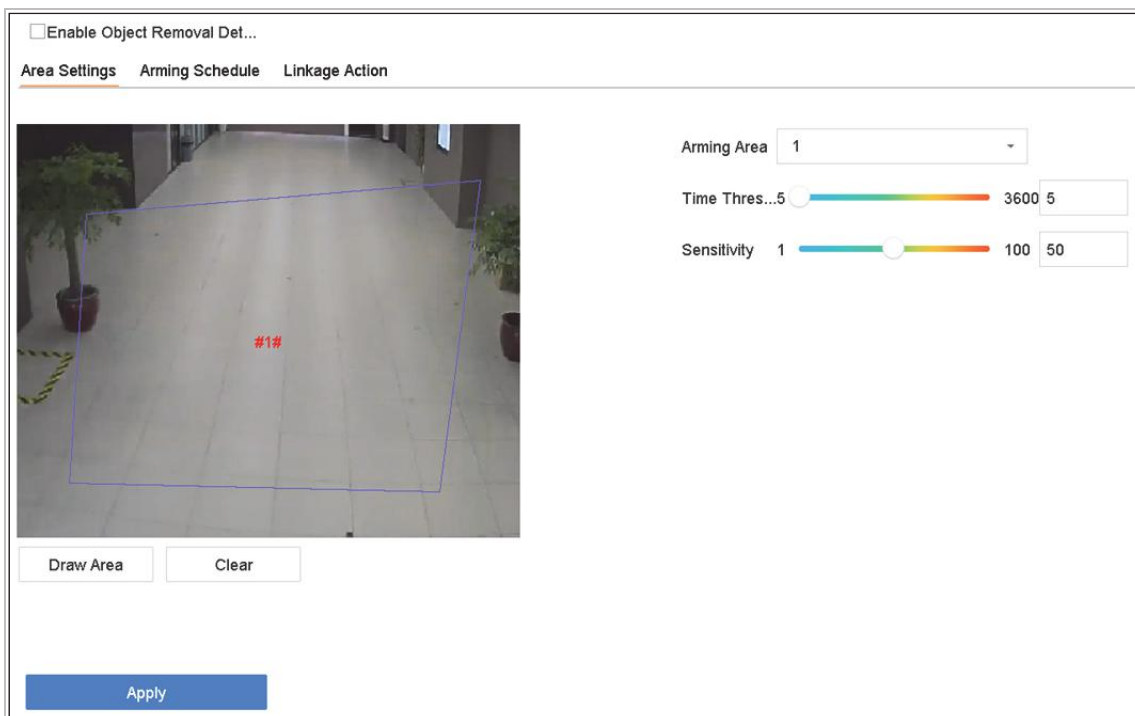 Enable Object Removal Det...
Area Settings Arming Schedule Linkage Action
Arming Area 1
Time Thres...5 3600 5
Sensitivity 1 100 50
#1#
Draw Area Clear
Apply